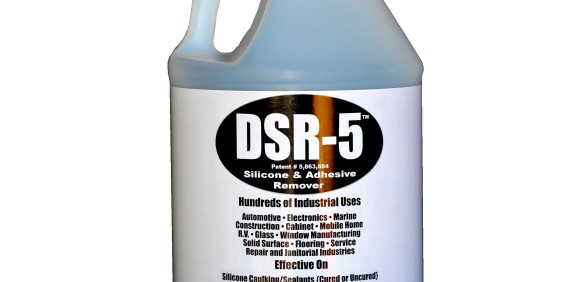 DSR-5™
Patent # 5,863,884
Silicone & Adhesive
Remover
Hundreds of Industrial Uses
Automotive • Electronics • Marine
Construction • Cabinet • Mobile Home
R.V. • Glass • Window Manufacturing
Solid Surface • Flooring • Service
Repair and Janitorial Industries
Effective On
Silicone Caulking/Sealants (Cured or Uncured)